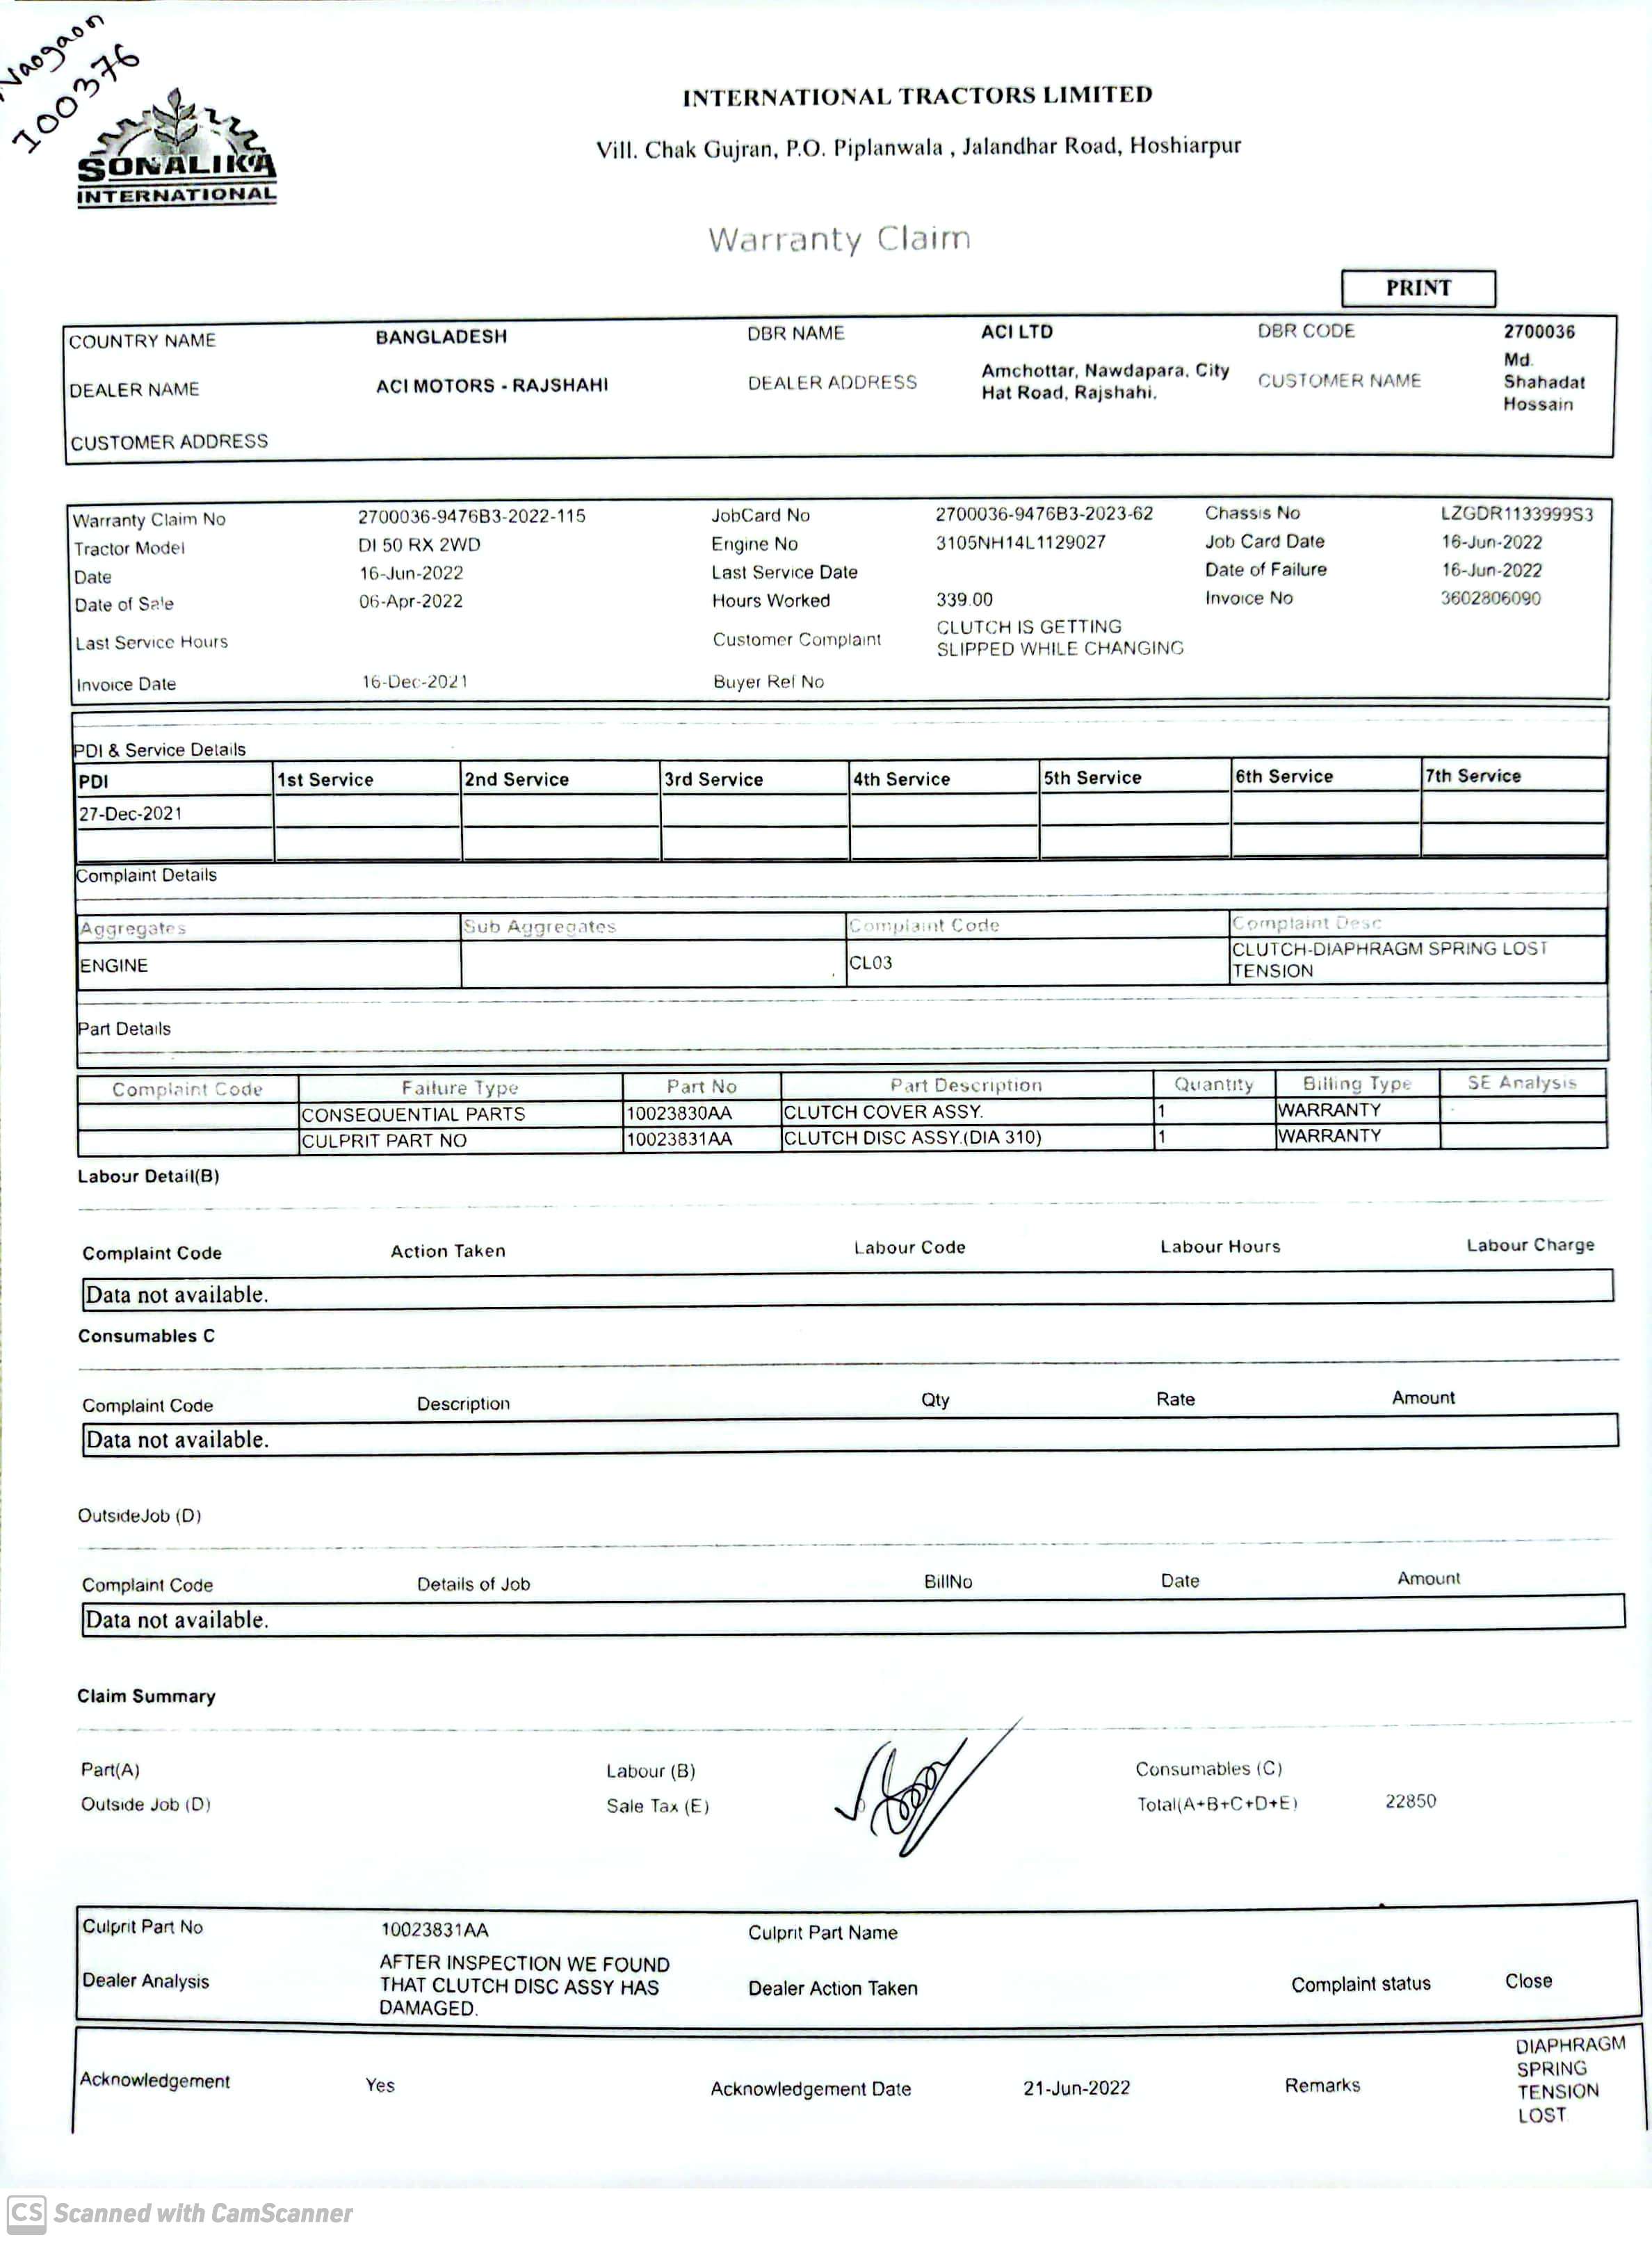 Naogaon
I00376
SONALIKA
INTERNATIONAL
INTERNATIONAL TRACTORS LIMITED
Vill. Chak Gujran, P.O. Piplanwala , Jalandhar Road, Hoshiarpur
Warranty Claim
PRINT
COUNTRY NAME BANGLADESH DBR NAME ACI LTD DBR CODE 2700036
DEALER NAME ACI MOTORS - RAJSHAHI DEALER ADDRESS Amchottar, Nawdapara, City Hat Road, Rajshahi. CUSTOMER NAME Md. Shahadat Hossain
CUSTOMER ADDRESS
Warranty Claim No 2700036-9476B3-2022-115 JobCard No 2700036-9476B3-2023-62 Chassis No LZGDR1133999S3
Tractor Model DI 50 RX 2WD Engine No 3105NH14L1129027 Job Card Date 16-Jun-2022
Date 16-Jun-2022 Last Service Date Date of Failure 16-Jun-2022
Date of Sale 06-Apr-2022 Hours Worked 339.00 Invoice No 3602806090
Last Service Hours Customer Complaint CLUTCH IS GETTING SLIPPED WHILE CHANGING
Invoice Date 16-Dec-2021 Buyer Ref No
PDI & Service Details
PDI 1st Service 2nd Service 3rd Service 4th Service 5th Service 6th Service 7th Service
27-Dec-2021
Complaint Details
Aggregates Sub Aggregates Complaint Code Complaint Desc
ENGINE CL03 CLUTCH-DIAPHRAGM SPRING LOST TENSION
Part Details
Complaint Code Failure Type Part No Part Description Quantity Billing Type SE Analysis
CONSEQUENTIAL PARTS 10023830AA CLUTCH COVER ASSY. 1 WARRANTY
CULPRIT PART NO 10023831AA CLUTCH DISC ASSY.(DIA 310) 1 WARRANTY
Labour Detail(B)
Complaint Code Action Taken Labour Code Labour Hours Labour Charge
Data not available.
Consumables C
Complaint Code Description Qty Rate Amount
Data not available.
OutsideJob (D)
Complaint Code Details of Job BillNo Date Amount
Data not available.
Claim Summary
Part(A) Labour (B) Consumables (C)
Outside Job (D) Sale Tax (E) Total(A+B+C+D+E) 22850
Culprit Part No 10023831AA Culprit Part Name
Dealer Analysis AFTER INSPECTION WE FOUND THAT CLUTCH DISC ASSY HAS DAMAGED. Dealer Action Taken Complaint status Close
Acknowledgement Yes Acknowledgement Date 21-Jun-2022 Remarks DIAPHRAGM SPRING TENSION LOST
CS Scanned with CamScanner